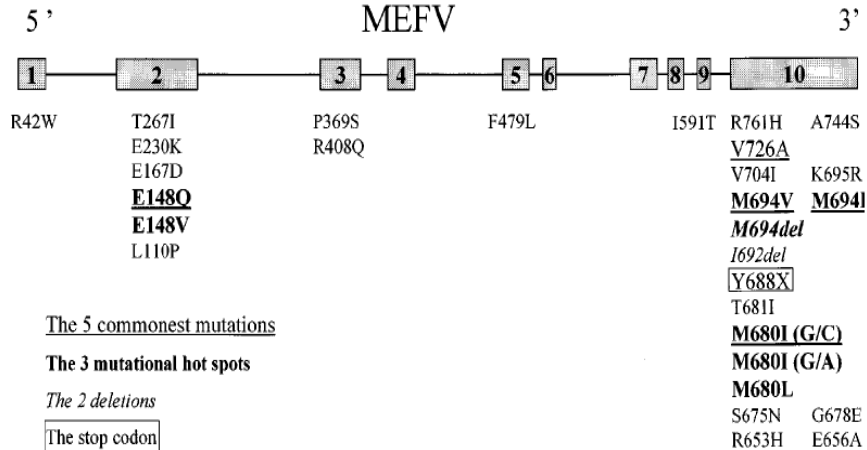 5 ’ MEFV 3’
1 2 3 4 5 6 7 8 9 10
R42W T267I P369S F479L I591T R761H A744S
E230K R408Q V726A
E167D V704I K695R
E148Q M694V M694I
E148V M694del
L110P I692del
Y688X
T681I
The 5 commonest mutations M680I (G/C)
The 3 mutational hot spots M680I (G/A)
The 2 deletions M680L
The stop codon S675N G678E
R653H E656A